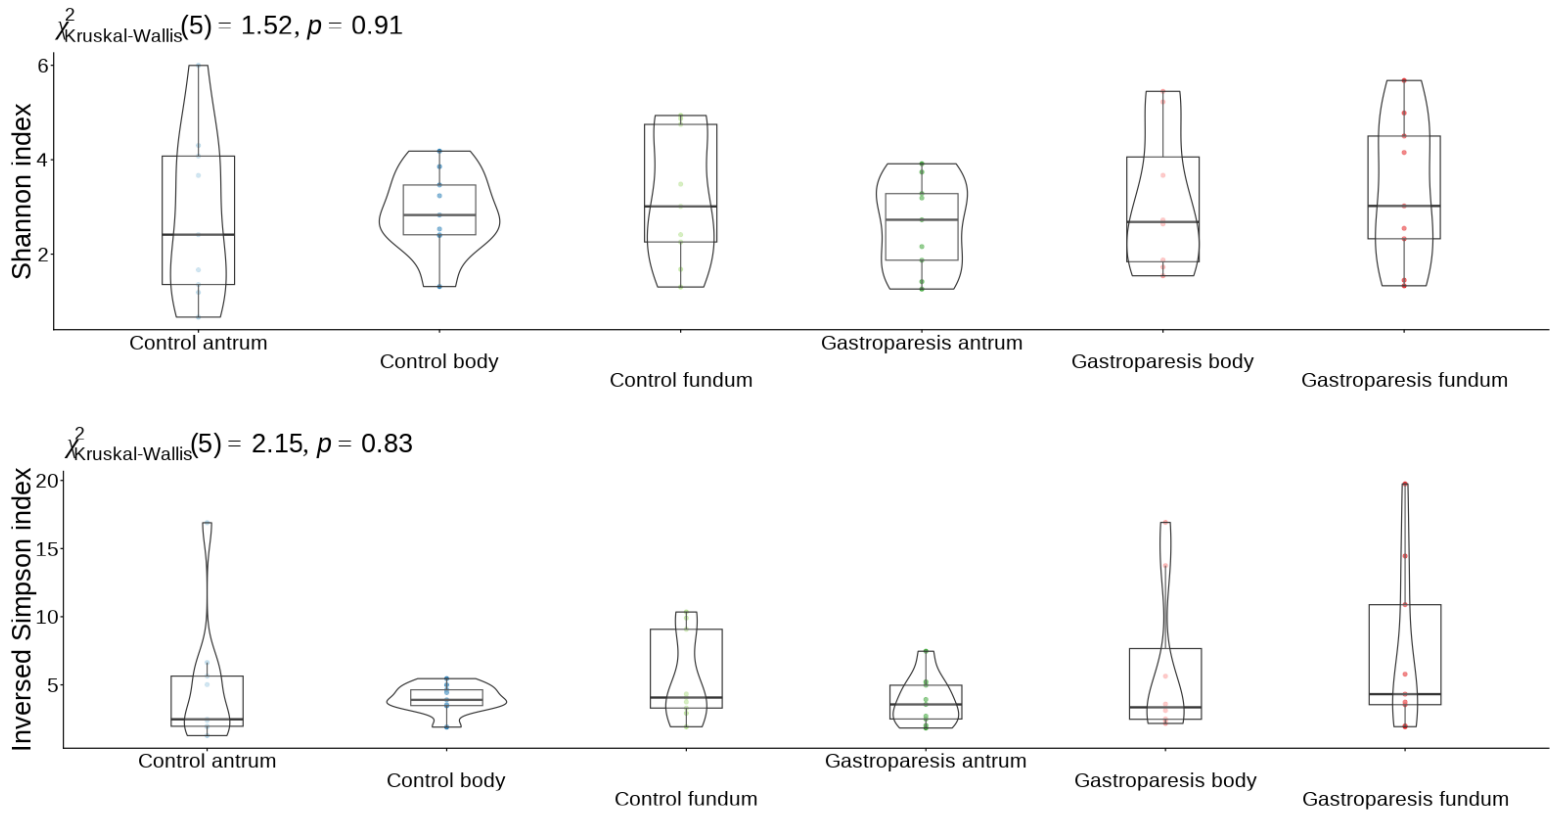 χ²Kruskal-Wallis(5) = 1.52, p = 0.91
Shannon index
6
4
2
Control antrum
Control body
Control fundum
Gastroparesis antrum
Gastroparesis body
Gastroparesis fundum
χ²Kruskal-Wallis(5) = 2.15, p = 0.83
Inversed Simpson index
20
15
10
5
Control antrum
Control body
Control fundum
Gastroparesis antrum
Gastroparesis body
Gastroparesis fundum